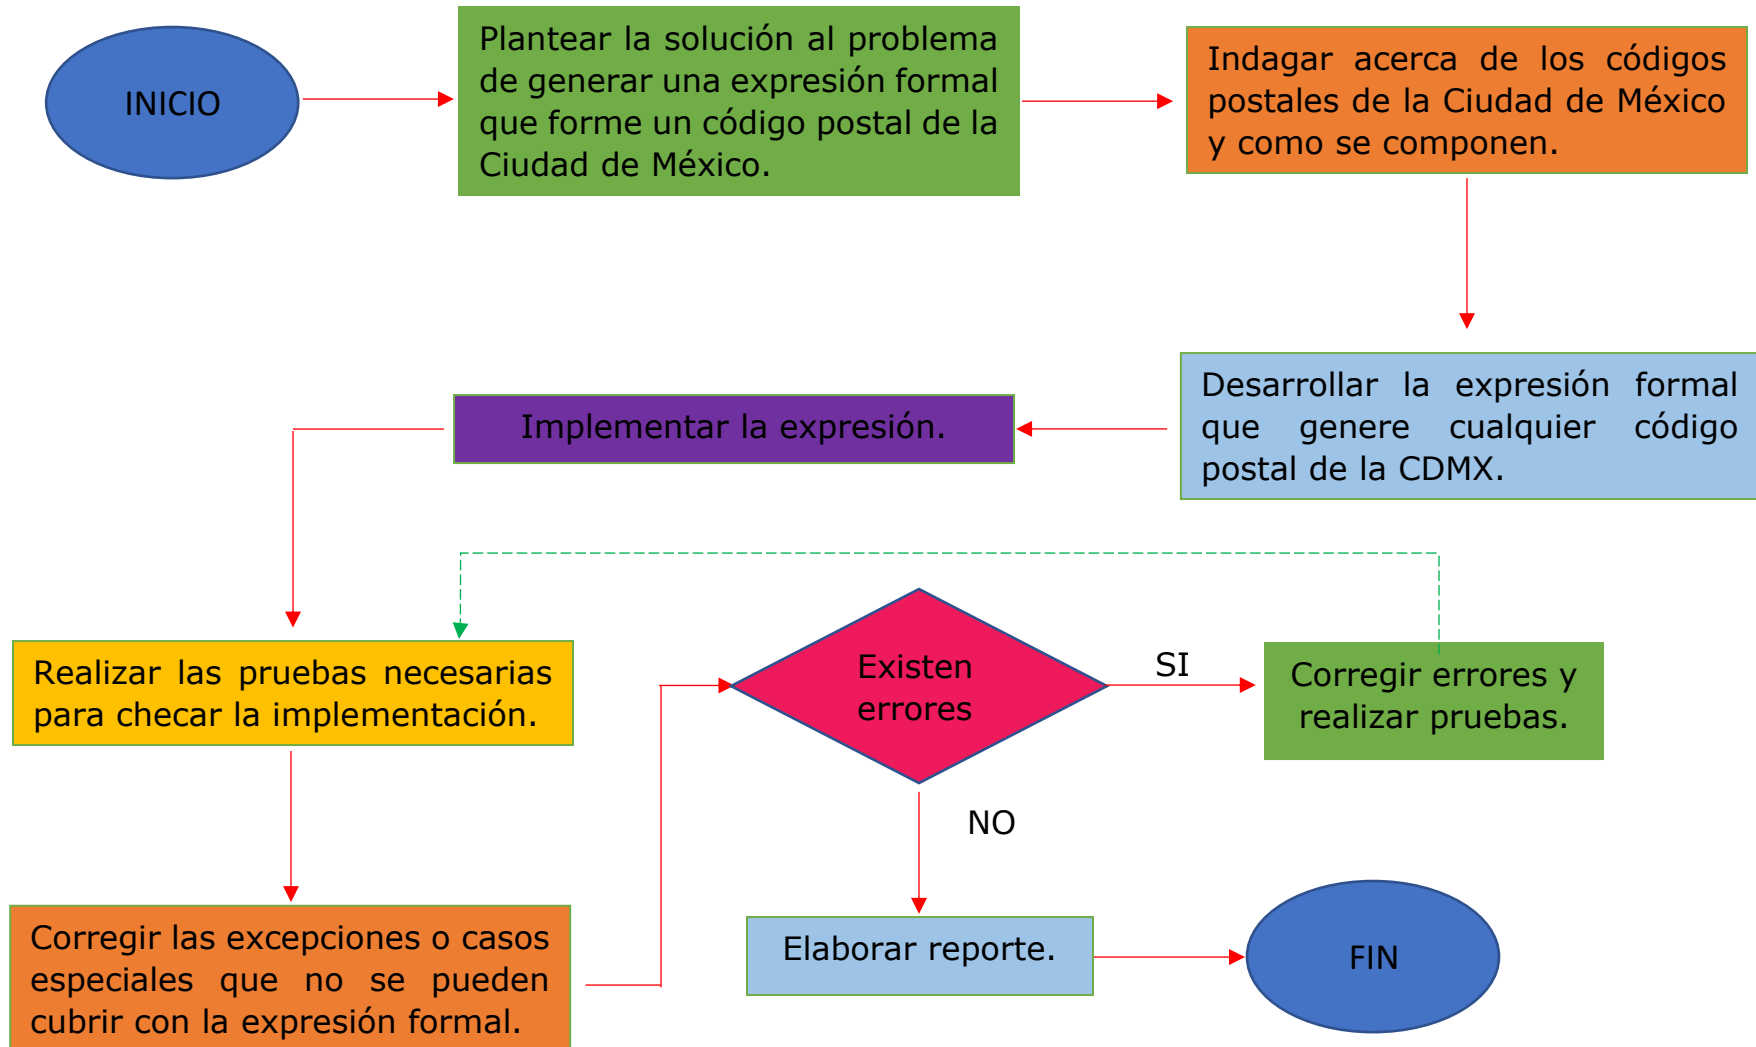 INICIO
Plantear la solución al problema
de generar una expresión formal
que forme un código postal de la
Ciudad de México.
Indagar acerca de los códigos
postales de la Ciudad de México
y como se componen.
Desarrollar la expresión formal
que genere cualquier código
postal de la CDMX.
Implementar la expresión.
Realizar las pruebas necesarias
para checar la implementación.
Corregir las excepciones o casos
especiales que no se pueden
cubrir con la expresión formal.
Existen
errores
SI
Corregir errores y
realizar pruebas.
NO
Elaborar reporte.
FIN